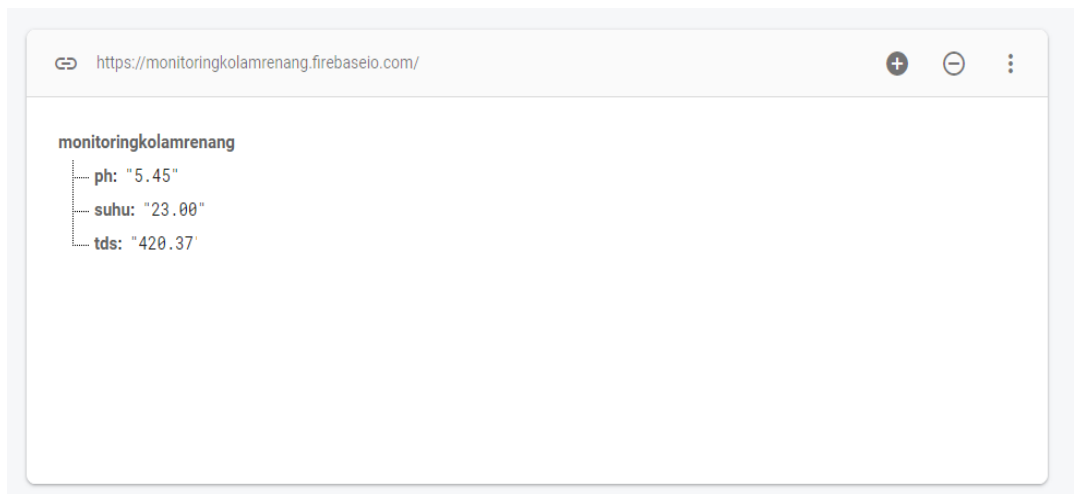 https://monitoringkolamrenang.firebaseio.com/
monitoringkolamrenang
ph: "5.45"
suhu: "23.00"
tds: "420.37'